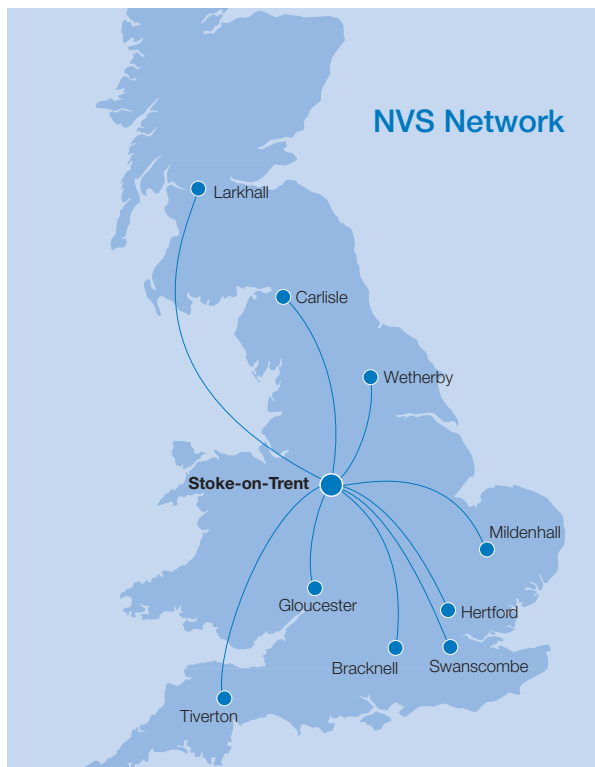 NVS Network
Larkhall
Carlisle
Wetherby
Stoke-on-Trent
Mildenhall
Gloucester
Hertford
Bracknell
Swanscombe
Tiverton